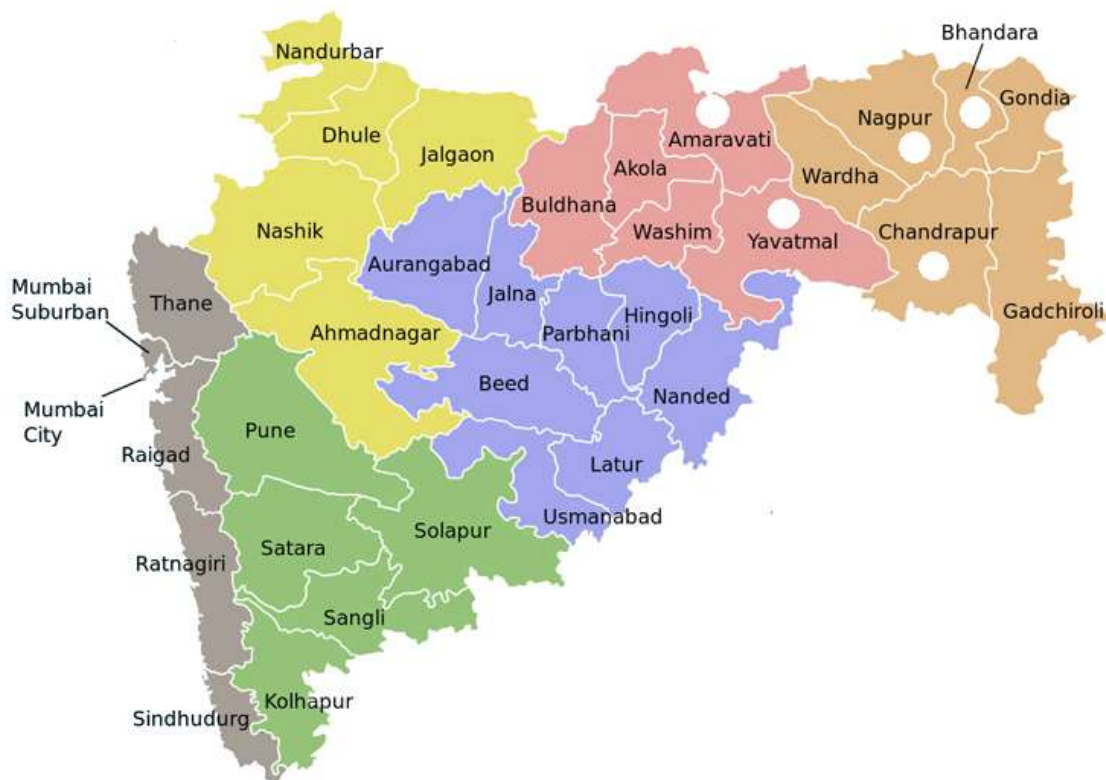 Nandurbar
Bhandara
Gondia
Nagpur
Dhule
Amaravati
Jalgaon
Akola
Wardha
Buldhana
Nashik
Washim
Yavatmal
Chandrapur
Aurangabad
Mumbai
Suburban
Thane
Jalna
Hingoli
Gadchiroli
Ahmadnagar
Parbhani
Beed
Nanded
Mumbai
City
Pune
Raigad
Latur
Usmanabad
Solapur
Satara
Ratnagiri
Sangli
Kolhapur
Sindhudurg